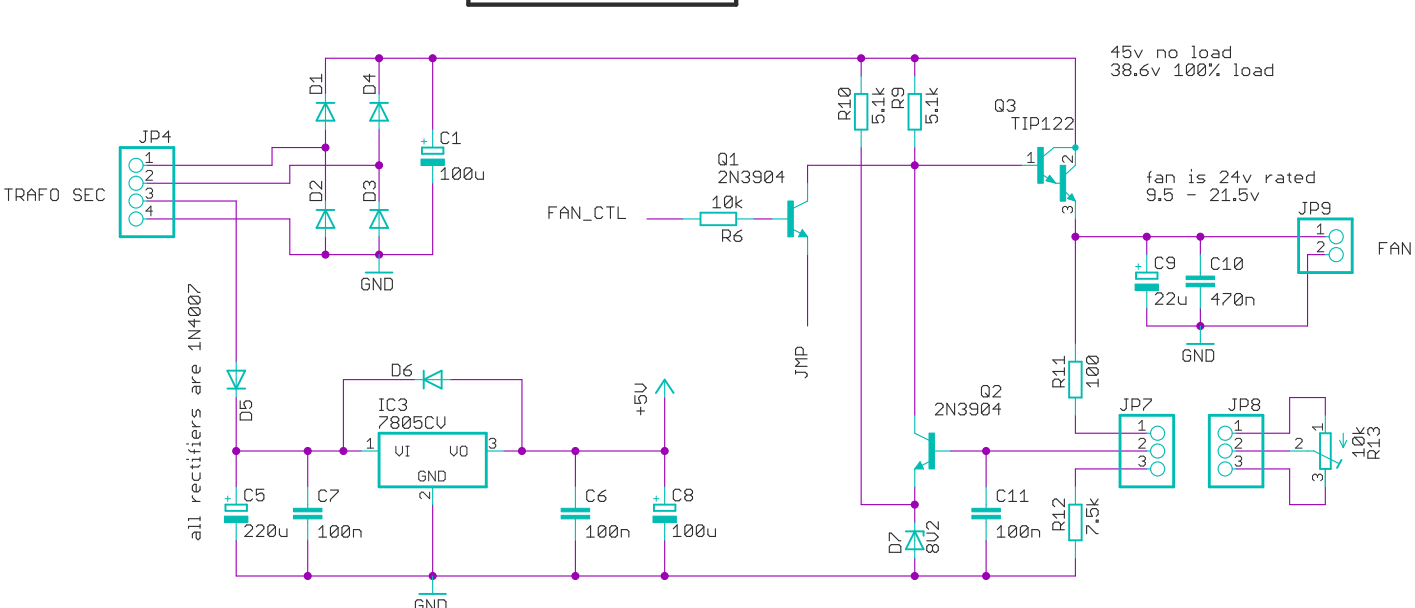 45v no load
38.6v 100% load
D1
D4
R10
5.1k
R9
5.1k
Q3
TIP122
JP4
1
2
3
4
TRAFO SEC
C1
+
100u
D2
D3
GND
Q1
2N3904
FAN_CTL
10k
R6
JMP
1
2
3
fan is 24v rated
9.5 - 21.5v
JP9
1
2
FAN
C9
+
22u
C10
470n
GND
all rectifiers are 1N4007
D5
D6
IC3
7805CV
1
VI
VO
3
GND
2
+5V
C5
+
220u
C7
100n
C6
100n
C8
+
100u
GND
R11
100
Q2
2N3904
JP7
1
2
3
JP8
1
2
3
1
2
3
10k
R13
C11
100n
R12
7.5k
D7
8V2